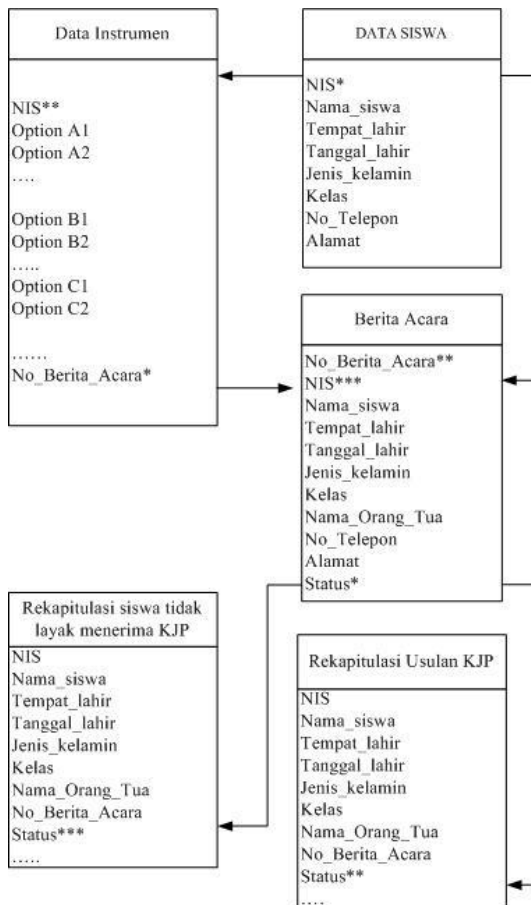 Data Instrumen
NIS**
Option A1
Option A2
....
Option B1
Option B2
.....
Option C1
Option C2
......
No_Berita_Acara*
DATA SISWA
NIS*
Nama_siswa
Tempat_lahir
Tanggal_lahir
Jenis_kelamin
Kelas
No_Telepon
Alamat
Berita Acara
No_Berita_Acara**
NIS***
Nama_siswa
Tempat_lahir
Tanggal_lahir
Jenis_kelamin
Kelas
Nama_Orang_Tua
No_Telepon
Alamat
Status*
Rekapitulasi siswa tidak
layak menerima KJP
NIS
Nama_siswa
Tempat_lahir
Tanggal_lahir
Jenis_kelamin
Kelas
Nama_Orang_Tua
No_Berita_Acara
Status***
.....
Rekapitulasi Usulan KJP
NIS
Nama_siswa
Tempat_lahir
Tanggal_lahir
Jenis_kelamin
Kelas
Nama_Orang_Tua
No_Berita_Acara
Status**
....